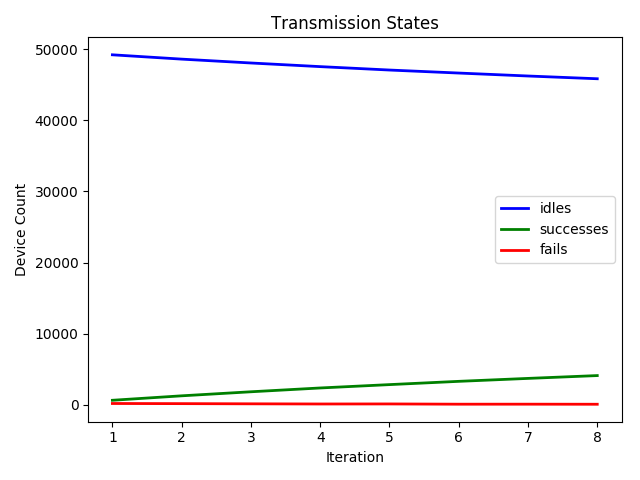 Transmission States
Device Count
50000
40000
30000
20000
10000
0
idles
successes
fails
1 2 3 4 5 6 7 8
Iteration